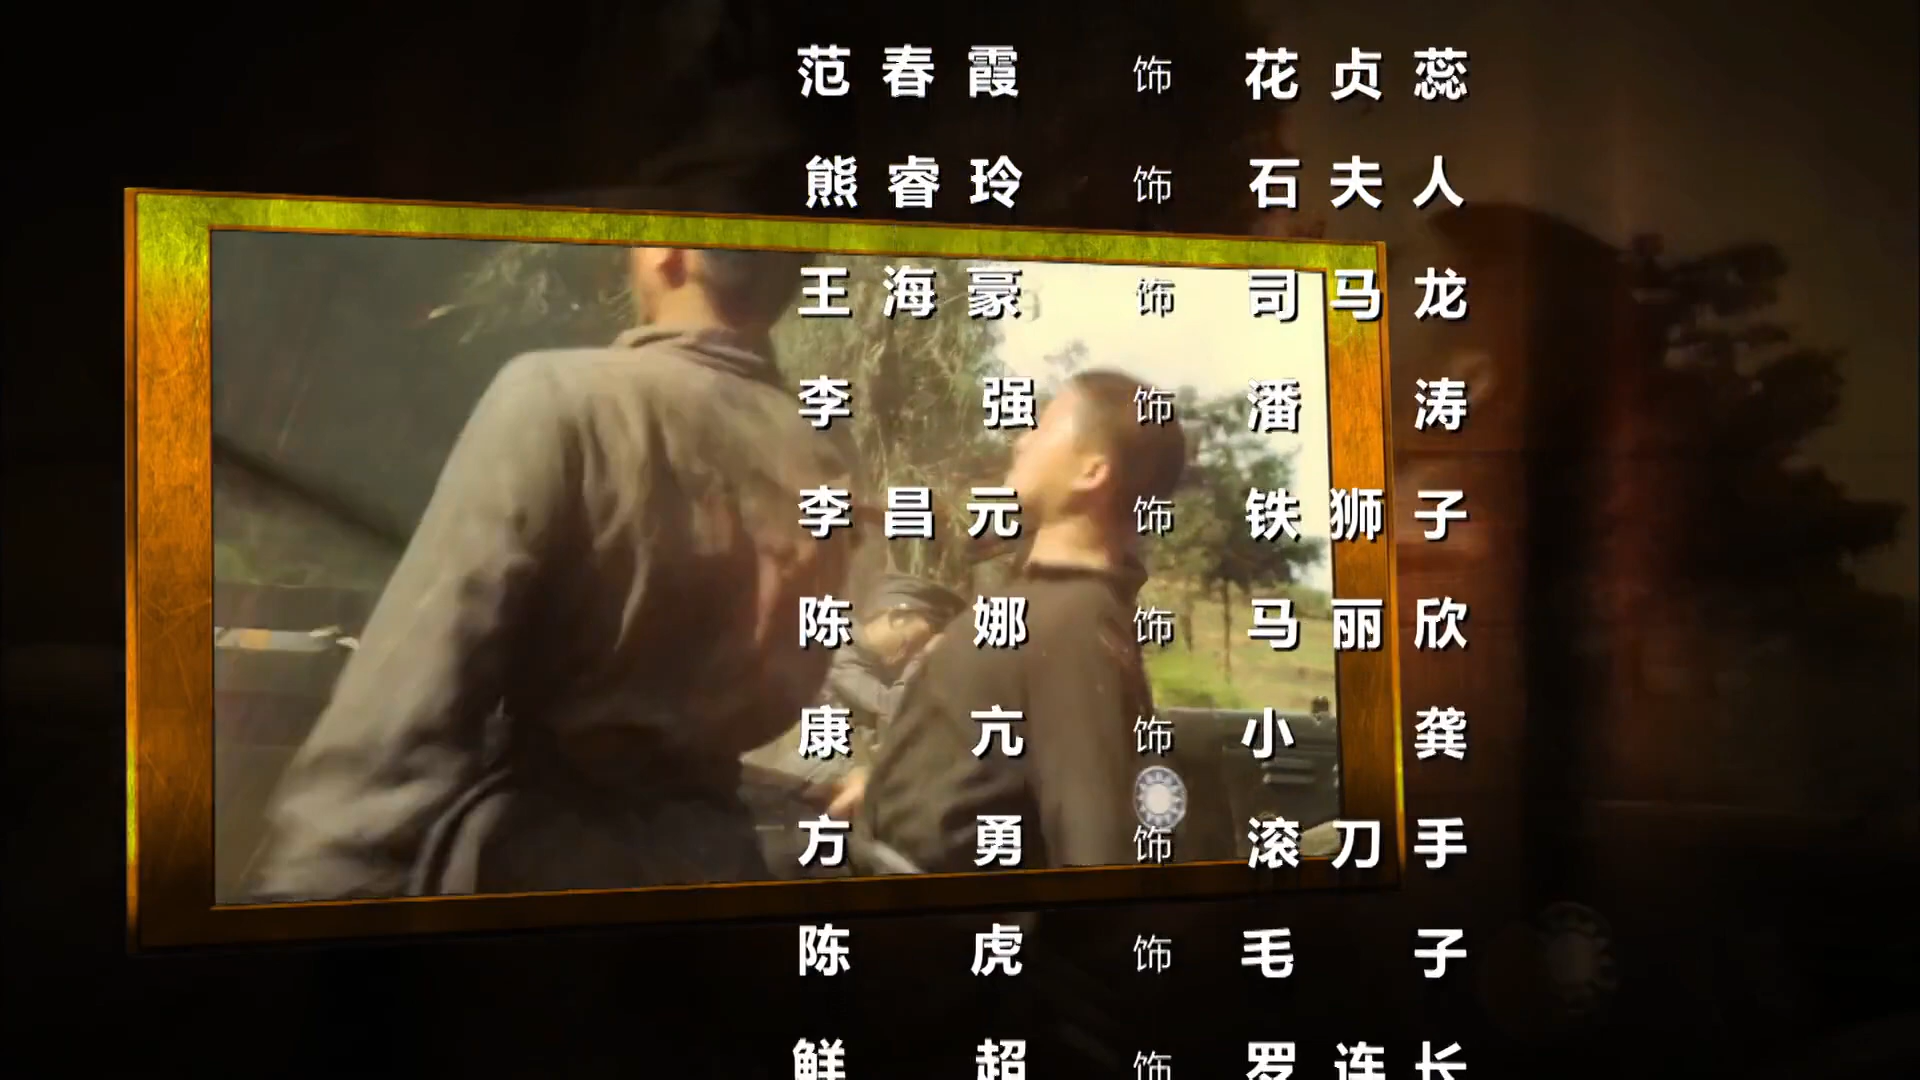 范春霞 饰 花贞蕊
熊睿玲 饰 石夫人
王海豪 饰 司马龙
李强 饰 潘涛
李昌元 饰 铁狮子
陈娜 饰 马丽欣
康亢 饰 小龚
方勇 饰 滚刀手
陈虎 饰 毛子
鲜超 饰 罗连长